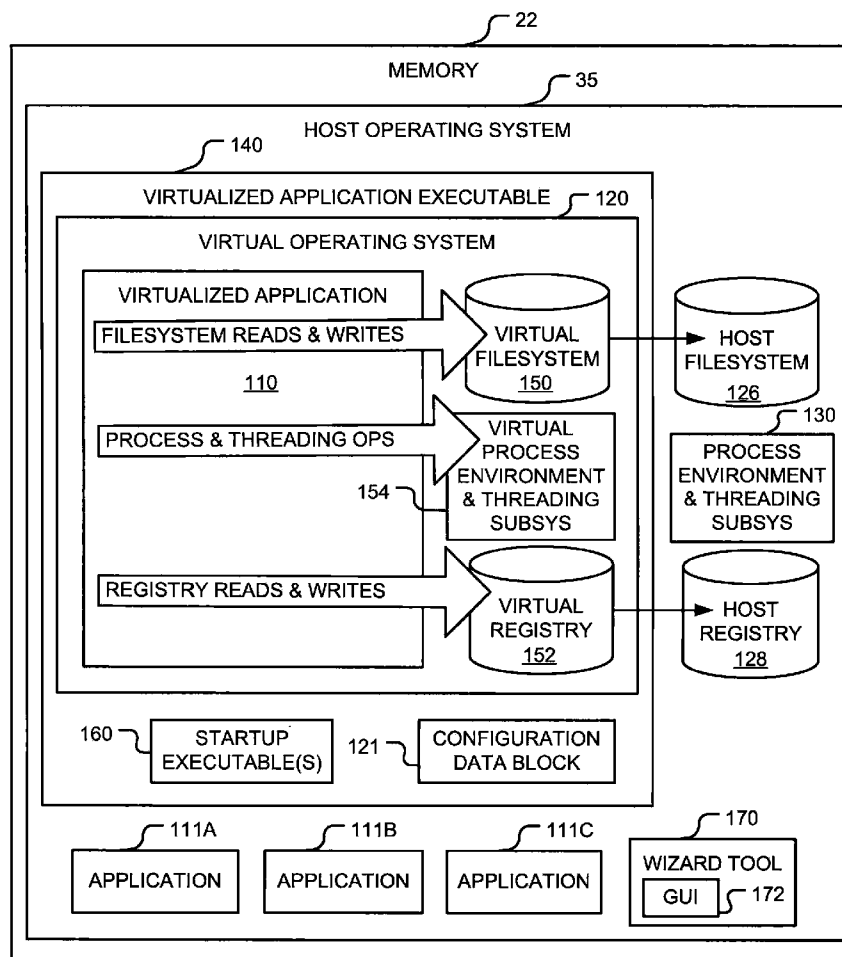 22
MEMORY
35
HOST OPERATING SYSTEM
140
VIRTUALIZED APPLICATION EXECUTABLE
120
VIRTUAL OPERATING SYSTEM
VIRTUALIZED APPLICATION
FILESYSTEM READS & WRITES
110
VIRTUAL
FILESYSTEM
150
HOST
FILESYSTEM
126
PROCESS & THREADING OPS
154
VIRTUAL
PROCESS
ENVIRONMENT
& THREADING
SUBSYS
130
PROCESS
ENVIRONMENT
& THREADING
SUBSYS
REGISTRY READS & WRITES
VIRTUAL
REGISTRY
152
HOST
REGISTRY
128
160
STARTUP
EXECUTABLE(S)
121
CONFIGURATION
DATA BLOCK
111A
APPLICATION
111B
APPLICATION
111C
APPLICATION
170
WIZARD TOOL
GUI
172